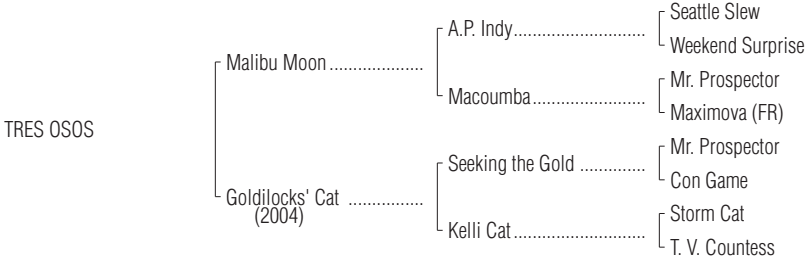 Seattle Slew
A.P. Indy............................
Weekend Surprise
Malibu Moon ....................
Mr. Prospector
Macoumba........................
Maximova (FR)
TRES OSOS
Mr. Prospector
Seeking the Gold ..............
Con Game
Goldilocks' Cat ................
(2004)
Storm Cat
Kelli Cat............................
T. V. Countess